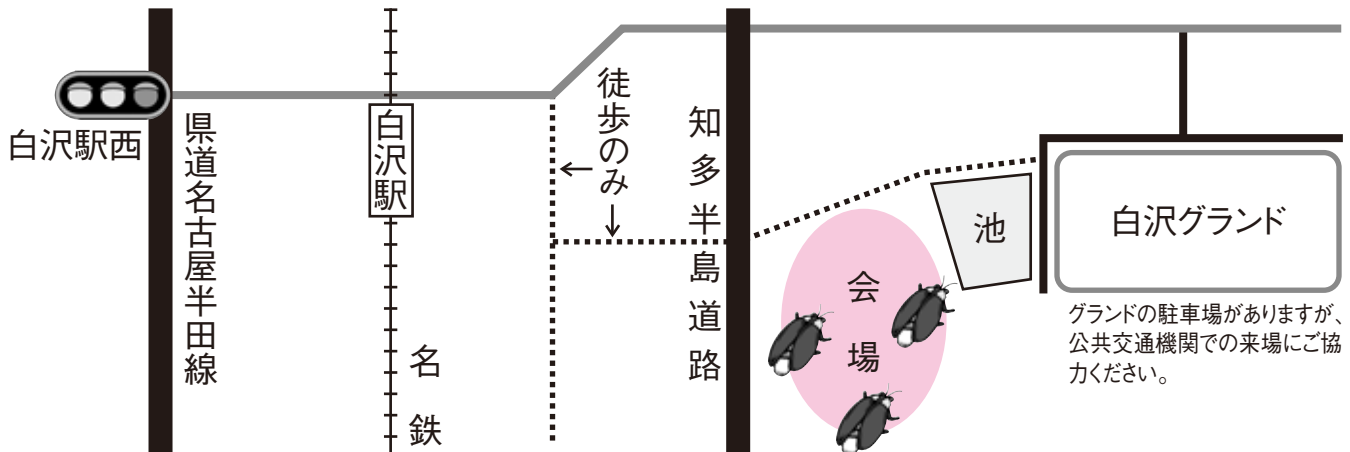 白沢駅西
県道名古屋半田線
白沢駅
名鉄
徒歩のみ
知多半島道路
会場
池
白沢グランド
グランドの駐車場がありますが、
公共交通機関での来場にご協
力ください。